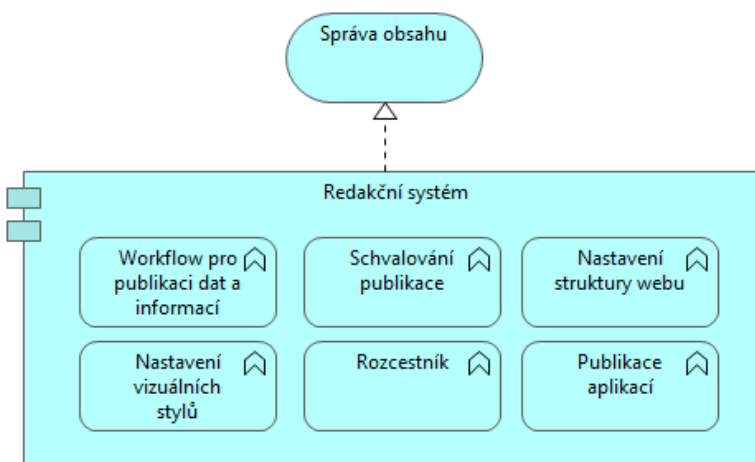 Správa obsahu
Redakční systém
Workflow pro
publikaci dat a
informací
Schvalování
publikace
Nastavení
struktury webu
Nastavení
vizuálních
stylů
Rozcestník
Publikace
aplikací